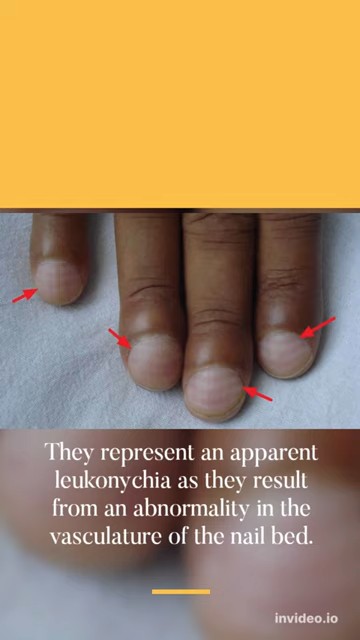 They represent an apparent
leukonychia as they result
from an abnormality in the
vasculature of the nail bed.
invideo.io